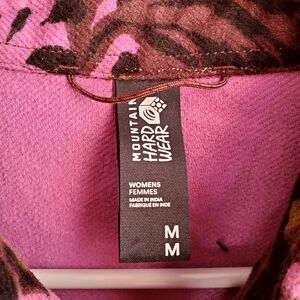 MOUNTAIN
HARD
WEAR
WOMENS
FEMMES
MADE IN INDIA
FABRIQUÉ EN INDE
M
M